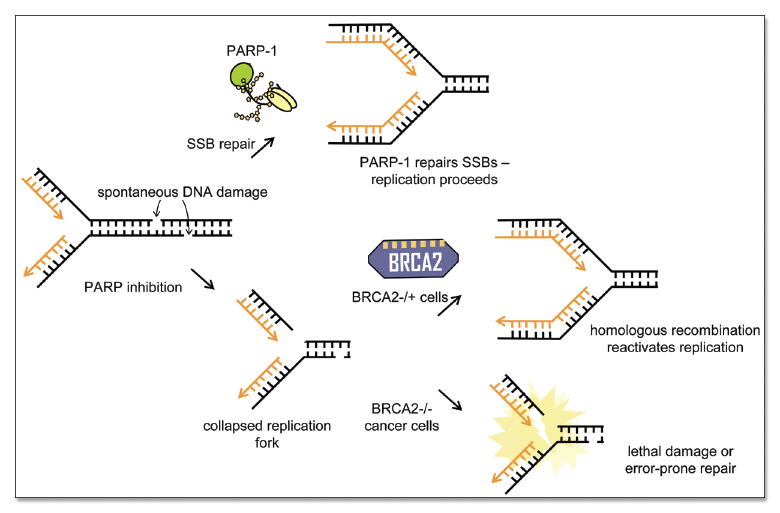 PARP-1
SSB repair
PARP-1 repairs SSBs –
replication proceeds
spontaneous DNA damage
PARP inhibition
BRCA2
BRCA2-/+ cells
homologous recombination
reactivates replication
collapsed replication
fork
BRCA2-/-
cancer cells
lethal damage or
error-prone repair